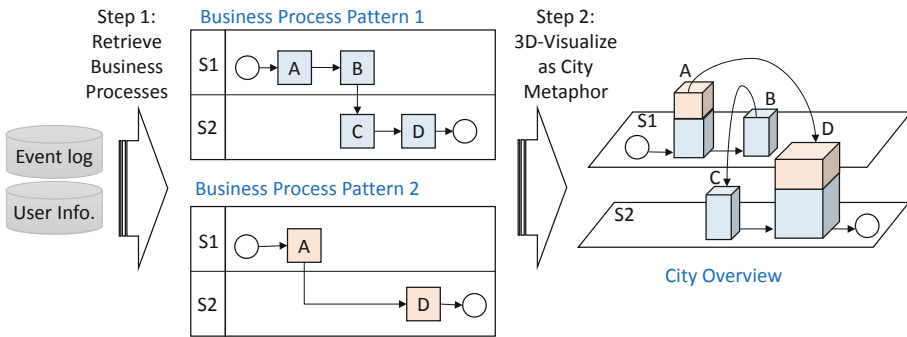 Step 1:
Retrieve
Business
Processes
Event log
User Info.
Business Process Pattern 1
S1
A
B
S2
C
D
Business Process Pattern 2
S1
A
S2
D
Step 2:
3D-Visualize
as City
Metaphor
A
B
S1
D
C
S2
City Overview